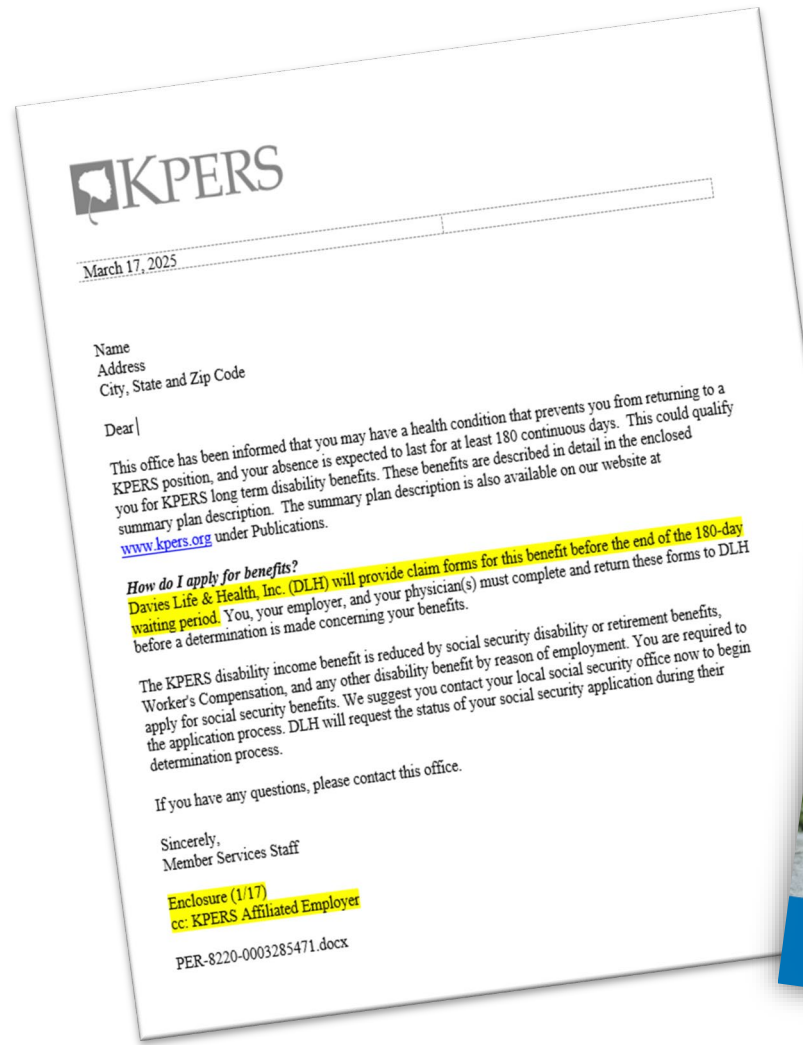 KPERS
March 17, 2025
Name
Address
City, State and Zip Code
Dear
This office has been informed that you may have a health condition that prevents you from returning to a
KPERS position, and your absence is expected to last for at least 180 continuous days. This could qualify
you for KPERS long term disability benefits. These benefits are described in detail in the enclosed
summary plan description. The summary plan description is also available on our website at
www.kpers.org under Publications.
How do I apply for benefits?
Davies Life & Health, Inc. (DLH) will provide claim forms for this benefit before the end of the 180-day
waiting period. You, your employer, and your physician(s) must complete and return these forms to DLH
before a determination is made concerning your benefits.
The KPERS disability income benefit is reduced by social security disability or retirement benefits,
Worker's Compensation, and any other disability benefit by reason of employment. You are required to
apply for social security benefits. We suggest you contact your local social security office now to begin
the application process. DLH will request the status of your social security application during their
determination process.
If you have any questions, please contact this office.
Sincerely,
Member Services Staff
Enclosure (1/17)
cc: KPERS Affiliated Employer
PER-8220-0003285471.docx